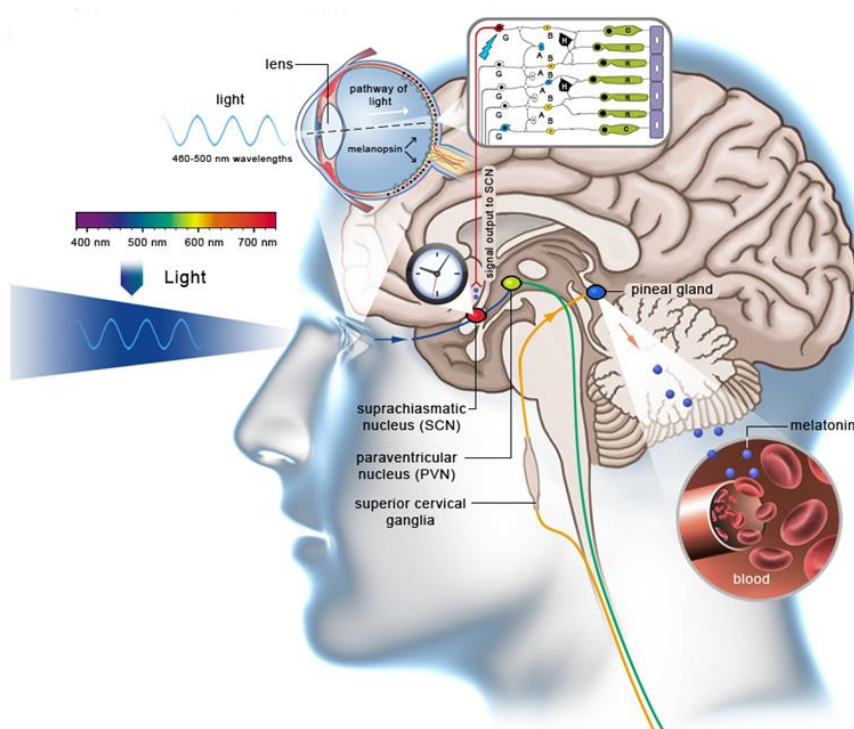 lens
light
pathway of
light
melanopsin
460-500 nm wavelengths
G
B
H
C
A
R
B
G
A
R
B
G
A
H
R
B
G
R
A
B
R
G
C
I
I
I
signal output to SCN
400 nm 500 nm 600 nm 700 nm
Light
pineal gland
suprachiasmatic
nucleus (SCN)
paraventricular
nucleus (PVN)
superior cervical
ganglia
melatonin
blood